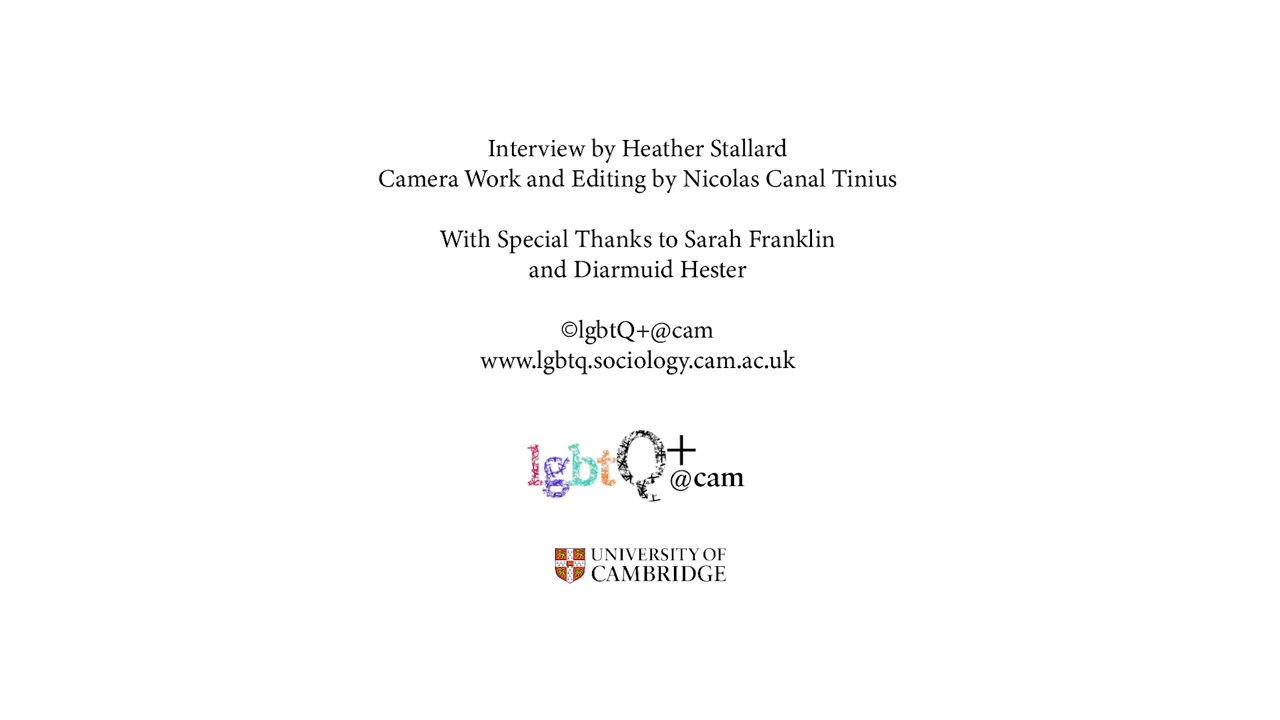 Interview by Heather Stallard
Camera Work and Editing by Nicolas Canal Tinius
With Special Thanks to Sarah Franklin
and Diarmuid Hester
©lgbtQ+@cam
www.lgbtq.sociology.cam.ac.uk
lgbtQ+
@cam
UNIVERSITY OF
CAMBRIDGE